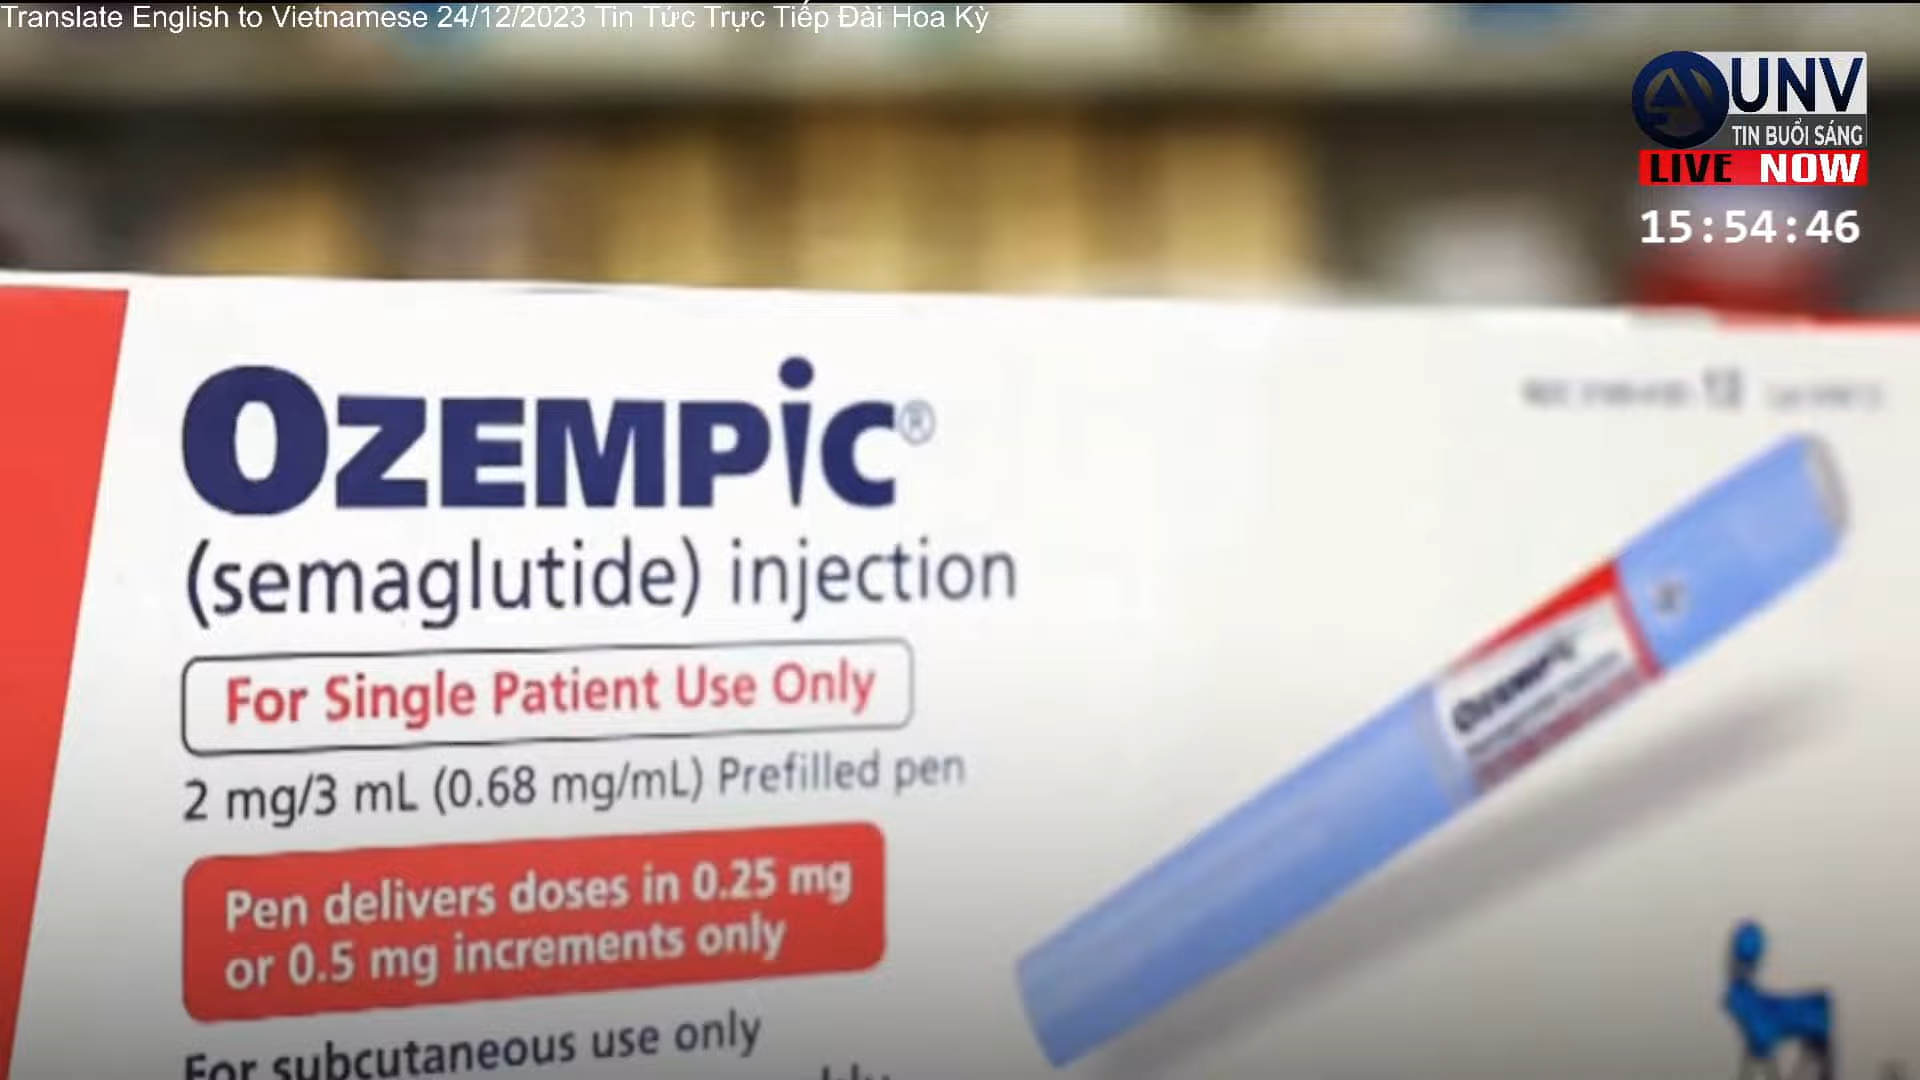 Translate English to Vietnamese 24/12/2023 Tin Tức Trực Tiếp Đài Hoa Kỳ
UNV
TIN BUỔI SÁNG
LIVE NOW
15:54:46
OZEMPIC®
(semaglutide) injection
For Single Patient Use Only
2 mg/3 mL (0.68 mg/mL) Prefilled pen
Pen delivers doses in 0.25 mg
or 0.5 mg increments only
For subcutaneous use only
OZEMPIC